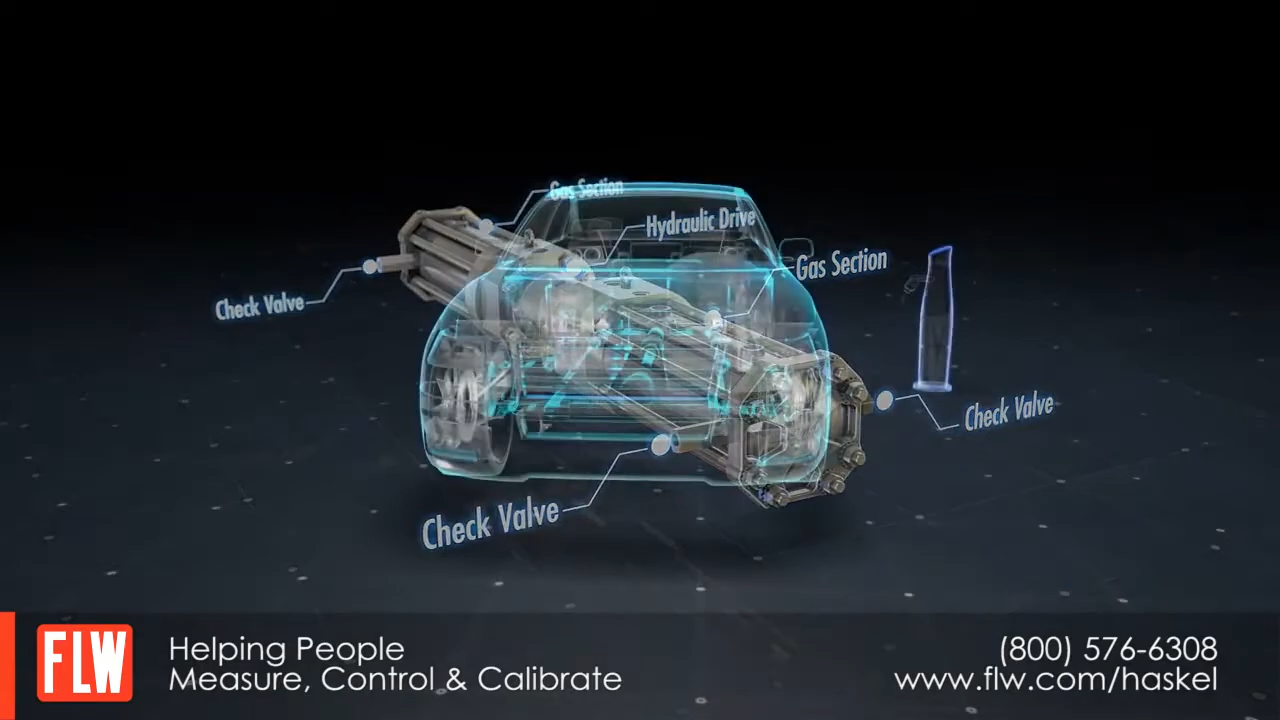 Gas Section
Hydraulic Drive
Gas Section
Check Valve
Check Valve
Check Valve
FLW
Helping People
Measure, Control & Calibrate
(800) 576-6308
www.flw.com/haskel